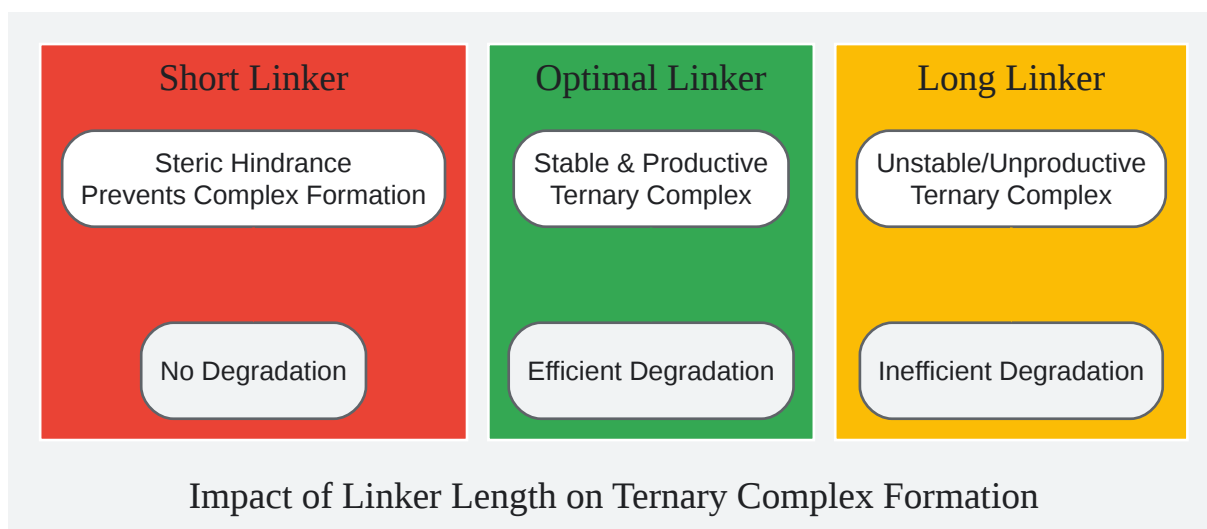 Short Linker
Steric Hindrance
Prevents Complex Formation
No Degradation
Optimal Linker
Stable & Productive
Ternary Complex
Efficient Degradation
Long Linker
Unstable/Unproductive
Ternary Complex
Inefficient Degradation
Impact of Linker Length on Ternary Complex Formation